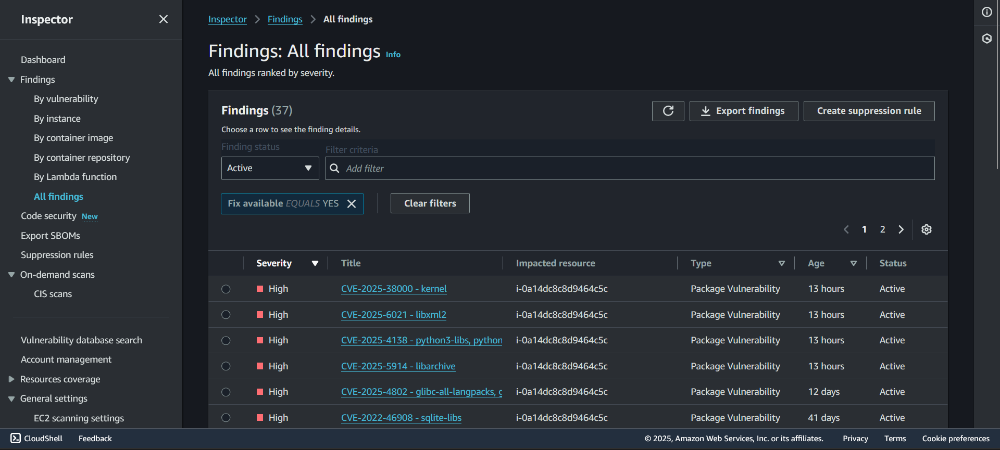 Inspector
Dashboard
Findings
By vulnerability
By instance
By container image
By container repository
By Lambda function
All findings
Code security New
Export SBOMs
Suppression rules
On-demand scans
CIS scans
Vulnerability database search
Account management
Resources coverage
General settings
EC2 scanning settings
Inspector Findings All findings
Findings: All findings Info
All findings ranked by severity.
Findings (37)
Export findings
Create suppression rule
Choose a row to see the finding details.
Finding status
Filter criteria
Active
Add filter
Fix available EQUALS YES
Clear filters
1 2
Severity Title Impacted resource Type Age Status
High CVE-2025-38000 - kernel i-0a14dc8c8d9464c5c Package Vulnerability 13 hours Active
High CVE-2025-6021 - libxml2 i-0a14dc8c8d9464c5c Package Vulnerability 13 hours Active
High CVE-2025-4138 - python3-libs, python i-0a14dc8c8d9464c5c Package Vulnerability 13 hours Active
High CVE-2025-5914 - libarchive i-0a14dc8c8d9464c5c Package Vulnerability 13 hours Active
High CVE-2025-4802 - glibc-all-langpacks, g i-0a14dc8c8d9464c5c Package Vulnerability 12 days Active
High CVE-2022-46908 - sqlite-libs i-0a14dc8c8d9464c5c Package Vulnerability 41 days Active
CloudShell Feedback © 2025, Amazon Web Services, Inc. or its affiliates. Privacy Terms Cookie preferences